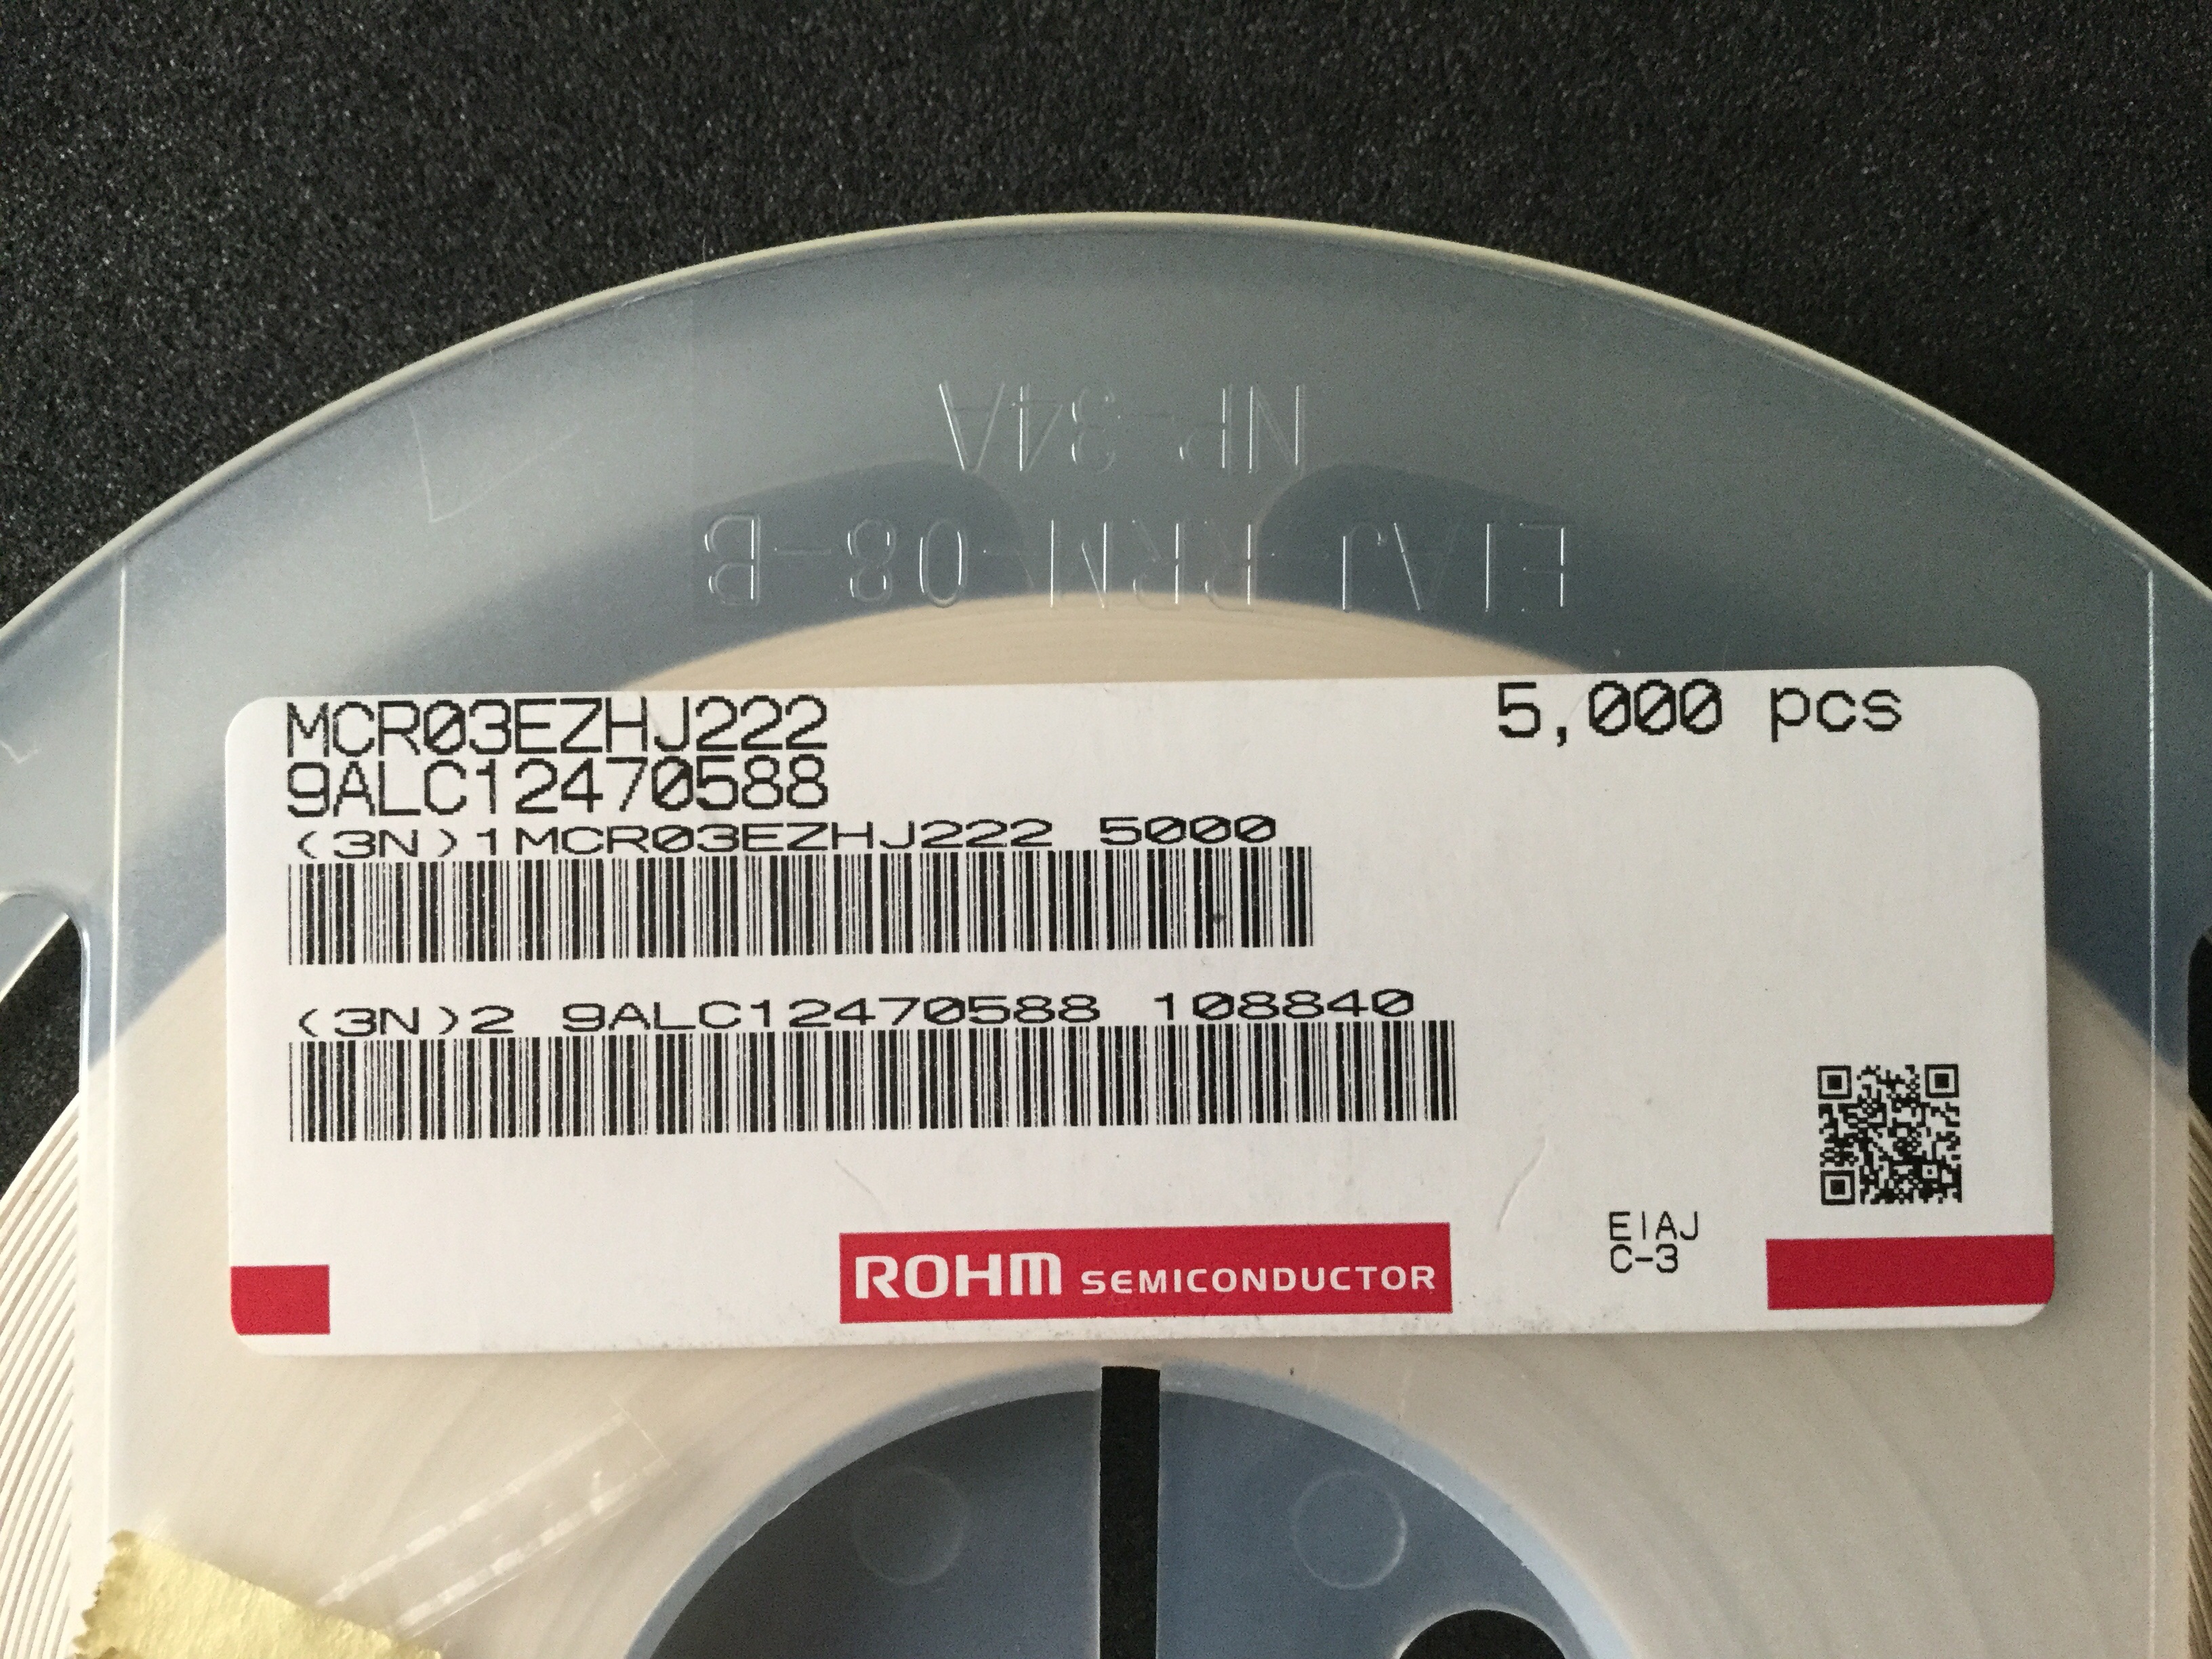 NP-34A
EIAJ RRM 08-B
MCR03EZHJ222
5,000 pcs
9ALC12470588
(3N)1MCR03EZHJ222 5000
(3N)2 9ALC12470588 108840
EIAJ
C-3
ROHM SEMICONDUCTOR